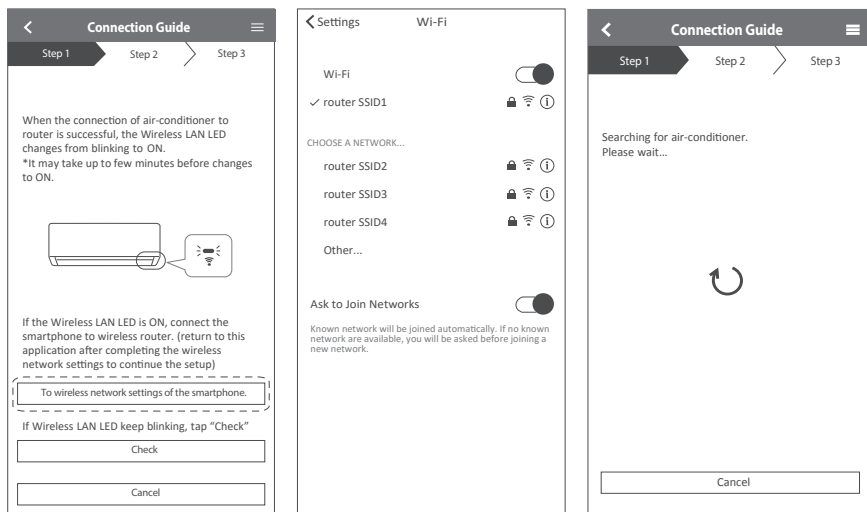 Connection Guide
Step 1
Step 2
Step 3
When the connection of air-conditioner to
router is successful, the Wireless LAN LED
changes from blinking to ON.
*It may take up to few minutes before changes
to ON.
If the Wireless LAN LED is ON, connect the
smartphone to wireless router. (return to this
application after completing the wireless
network settings to continue the setup)
To wireless network settings of the smartphone.
If Wireless LAN LED keep blinking, tap “Check”
Check
Cancel
Settings
Wi-Fi
Wi-Fi
router SSID1
CHOOSE A NETWORK...
router SSID2
router SSID3
router SSID4
Other...
Ask to Join Networks
Known network will be joined automatically. If no known
network are available, you will be asked before joining a
new network.
Connection Guide
Step 1
Step 2
Step 3
Searching for air-conditioner.
Please wait...
Cancel